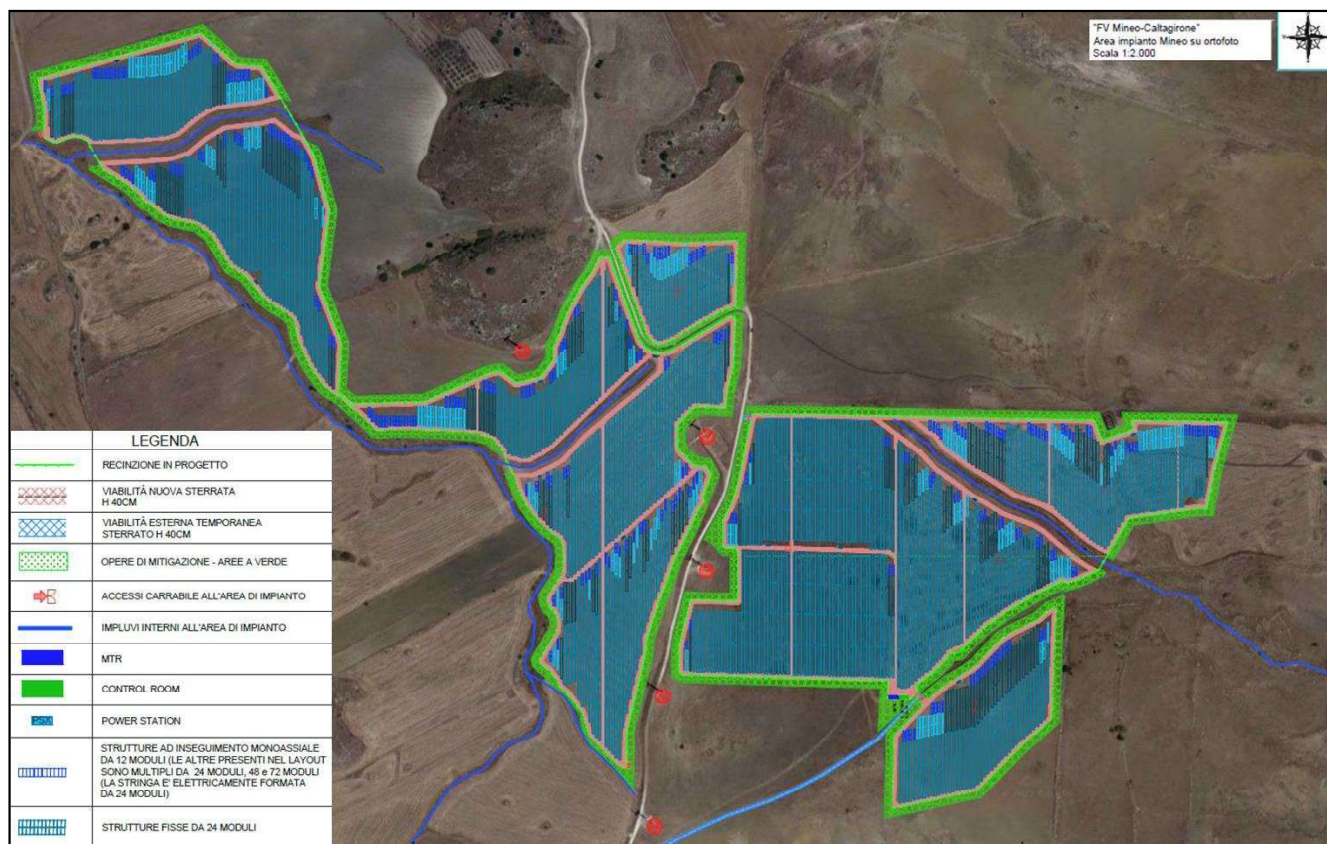 "FV Mineo-Caltagirone"
Area impianto Mineo su ortofoto
Scala 1:2.000
LEGENDA
RECINZIONE IN PROGETTO
VIABILITÀ NUOVA STERRATA
H 40CM
VIABILITÀ ESTERNA TEMPORANEA
STERRATO H 40CM
OPERE DI MITIGAZIONE - AREE A VERDE
ACCESSI CARRABILE ALL'AREA DI IMPIANTO
IMPLUVI INTERNI ALL'AREA DI IMPIANTO
MTR
CONTROL ROOM
POWER STATION
STRUTTURE AD INSEGUIMENTO MONOASSIALE
DA 12 MODULI (LE ALTRE PRESENTI NEL LAYOUT
SONO MULTIPLI DA 24 MODULI, 48 e 72 MODULI
(LA STRINGA E' ELETTRICAMENTE FORMATA
DA 24 MODULI)
STRUTTURE FISSE DA 24 MODULI